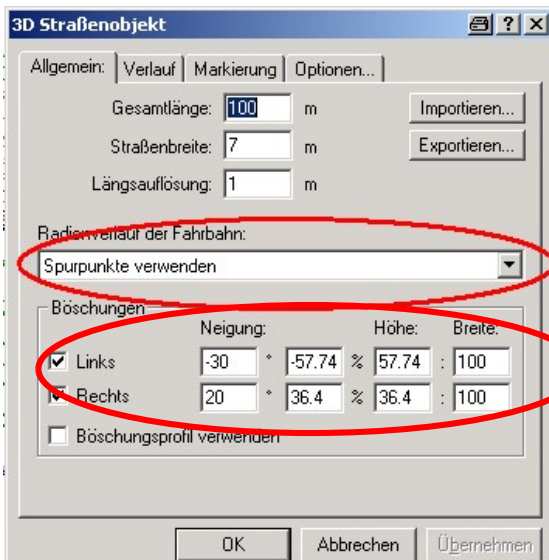 3D Straßenobjekt
Allgemein: Verlauf Markierung Optionen...
Gesamtlänge: 100 m Importieren...
Straßenbreite: 7 m Exportieren...
Längsauflösung: 1 m
Radienverlauf der Fahrbahn:
Spurpunkte verwenden
Böschungen
Neigung: Höhe: Breite:
Links -30 ° -57.74 % 57.74 : 100
Rechts 20 ° 36.4 % 36.4 : 100
Böschungsprofil verwenden
OK Abbrechen Übernehmen